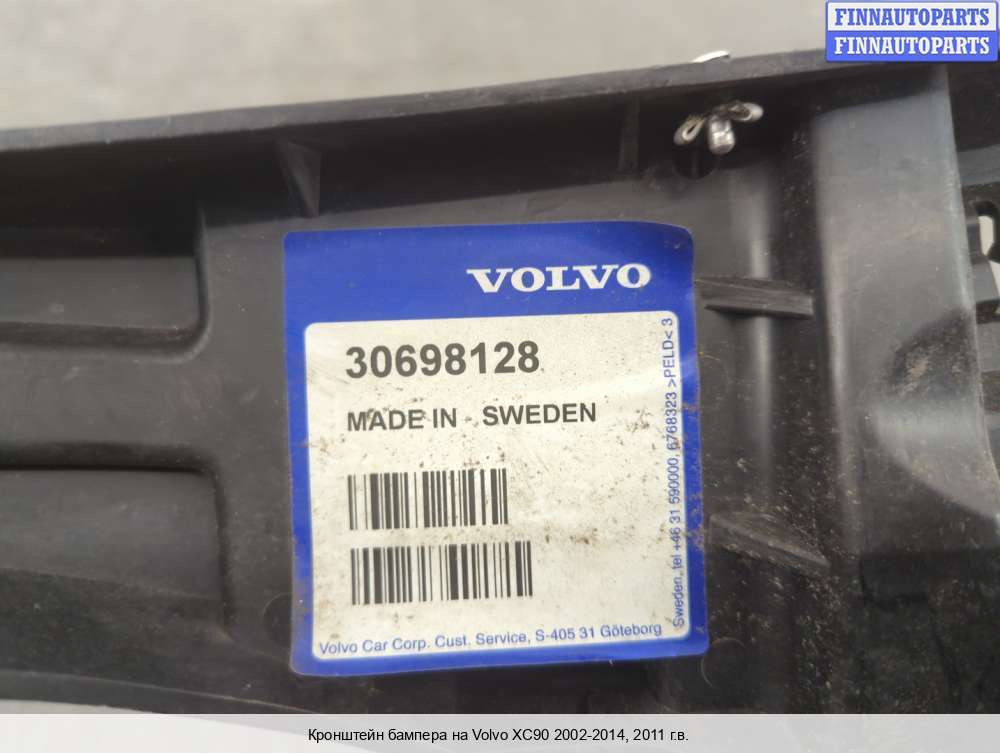 FINNAUTOPARTS
FINNAUTOPARTS
VOLVO
30698128
MADE IN - SWEDEN
Volvo Car Corp. Cust. Service, S-405 31 Göteborg
Sweden, tel +46 31 590000, 6768323 >PELD< 3
Кронштейн бампера на Volvo XC90 2002-2014, 2011 г.в.